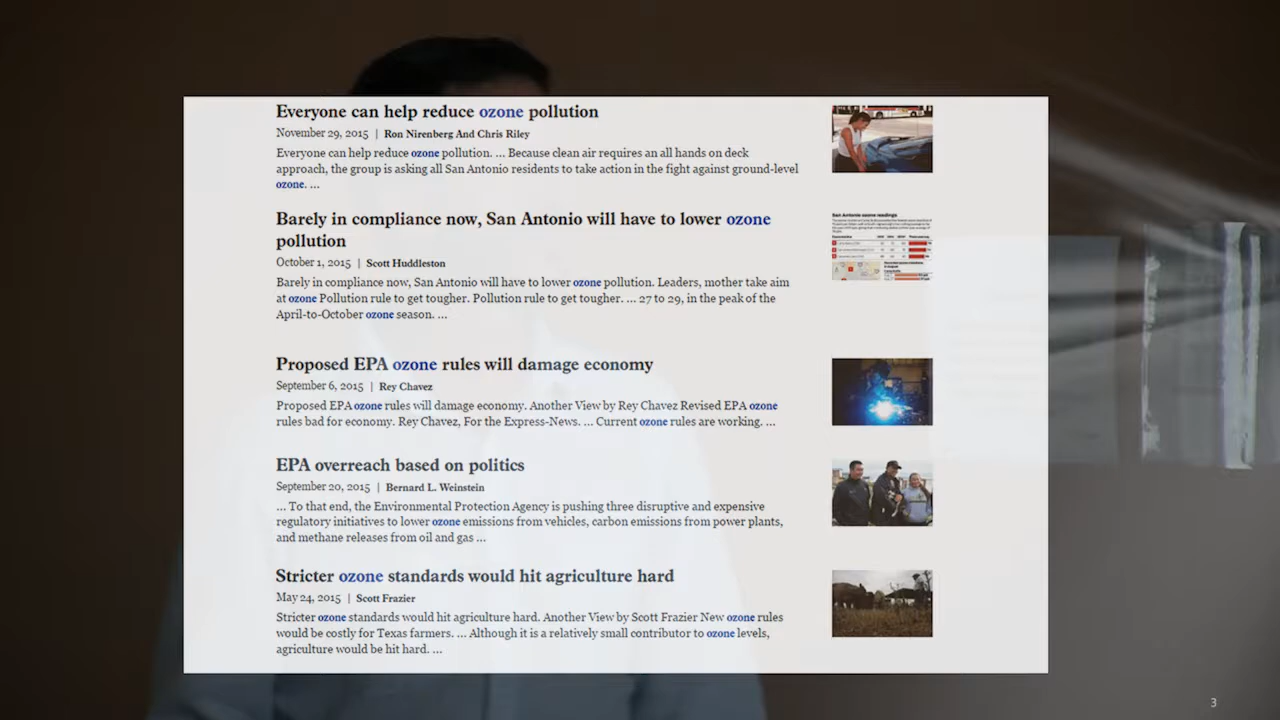 Everyone can help reduce ozone pollution
November 29, 2015 | Ron Nirenberg And Chris Riley
Everyone can help reduce ozone pollution. ... Because clean air requires an all hands on deck
approach, the group is asking all San Antonio residents to take action in the fight against ground-level
ozone. ...
Barely in compliance now, San Antonio will have to lower ozone
pollution
October 1, 2015 | Scott Huddleston
Barely in compliance now, San Antonio will have to lower ozone pollution. Leaders, mother take aim
at ozone Pollution rule to get tougher. Pollution rule to get tougher. ... 27 to 29, in the peak of the
April-to-October ozone season. ...
San Antonio ozone readings
Proposed EPA ozone rules will damage economy
September 6, 2015 | Rey Chavez
Proposed EPA ozone rules will damage economy. Another View by Rey Chavez Revised EPA ozone
rules bad for economy. Rey Chavez, For the Express-News. ... Current ozone rules are working. ...
EPA overreach based on politics
September 20, 2015 | Bernard L. Weinstein
... To that end, the Environmental Protection Agency is pushing three disruptive and expensive
regulatory initiatives to lower ozone emissions from vehicles, carbon emissions from power plants,
and methane releases from oil and gas ...
Stricter ozone standards would hit agriculture hard
May 24, 2015 | Scott Frazier
Stricter ozone standards would hit agriculture hard. Another View by Scott Frazier New ozone rules
would be costly for Texas farmers. ... Although it is a relatively small contributor to ozone levels,
agriculture would be hit hard. ...
3